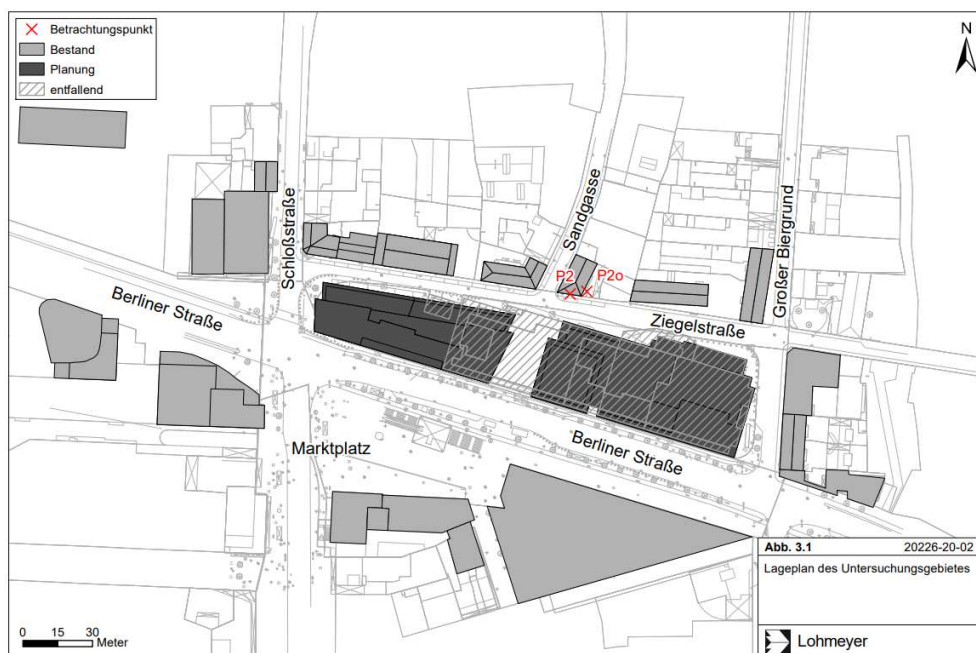 Betrachtungspunkt
Bestand
Planung
entfallend
N
Schloßstraße
Sandgasse
Großer Biergrund
P2
P2o
Berliner Straße
Ziegelstraße
Berliner Straße
Marktplatz
Abb. 3.1 20226-20-02
Lageplan des Untersuchungsgebietes
0 15 30
Meter
Lohmeyer